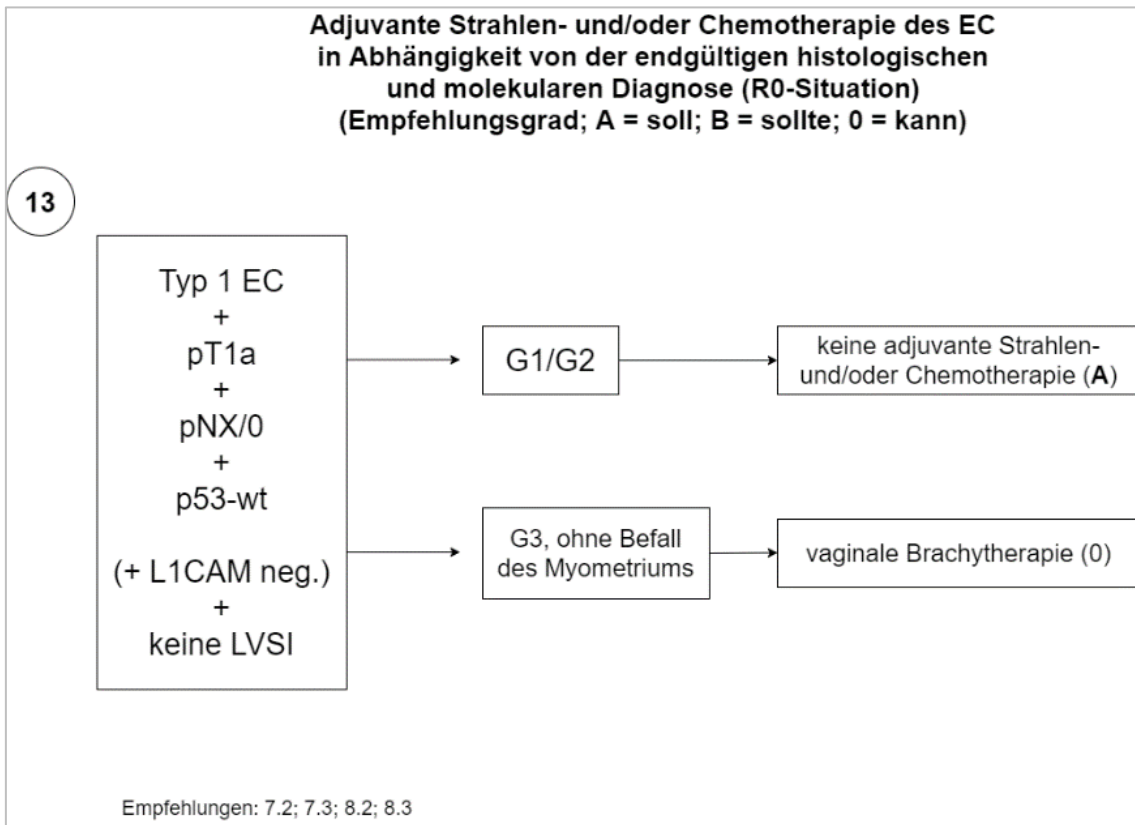 Adjuvante Strahlen- und/oder Chemotherapie des EC
in Abhängigkeit von der endgültigen histologischen
und molekularen Diagnose (R0-Situation)
(Empfehlungsgrad; A = soll; B = sollte; 0 = kann)
13
Typ 1 EC
+
pT1a
+
pNX/0
+
p53-wt
(+ L1CAM neg.)
+
keine LVSI
G1/G2
keine adjuvante Strahlen-
und/oder Chemotherapie (A)
G3, ohne Befall
des Myometriums
vaginale Brachytherapie (0)
Empfehlungen: 7.2; 7.3; 8.2; 8.3